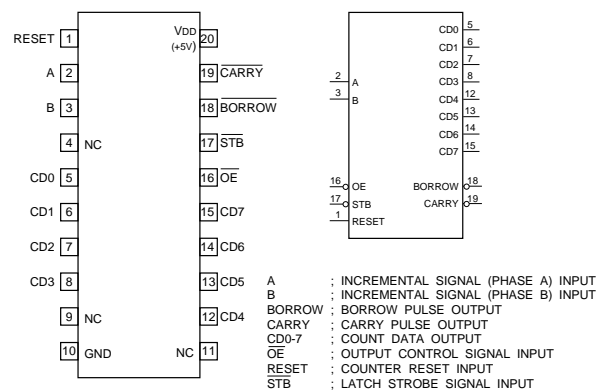 RESET 1 VDD (+5V) 20
A 2 19 CARRY
B 3 18 BORROW
4 NC 17 STB
CD0 5 16 OE
CD1 6 15 CD7
CD2 7 14 CD6
CD3 8 13 CD5
9 NC 12 CD4
10 GND NC 11
CD0 5
CD1 6
CD2 7
2 A CD3 8
3 B CD4 12
CD5 13
CD6 14
CD7 15
16 OE BORROW 18
17 STB CARRY 19
1 RESET
A ; INCREMENTAL SIGNAL (PHASE A) INPUT
B ; INCREMENTAL SIGNAL (PHASE B) INPUT
BORROW ; BORROW PULSE OUTPUT
CARRY ; CARRY PULSE OUTPUT
CD0-7 ; COUNT DATA OUTPUT
OE ; OUTPUT CONTROL SIGNAL INPUT
RESET ; COUNTER RESET INPUT
STB ; LATCH STROBE SIGNAL INPUT